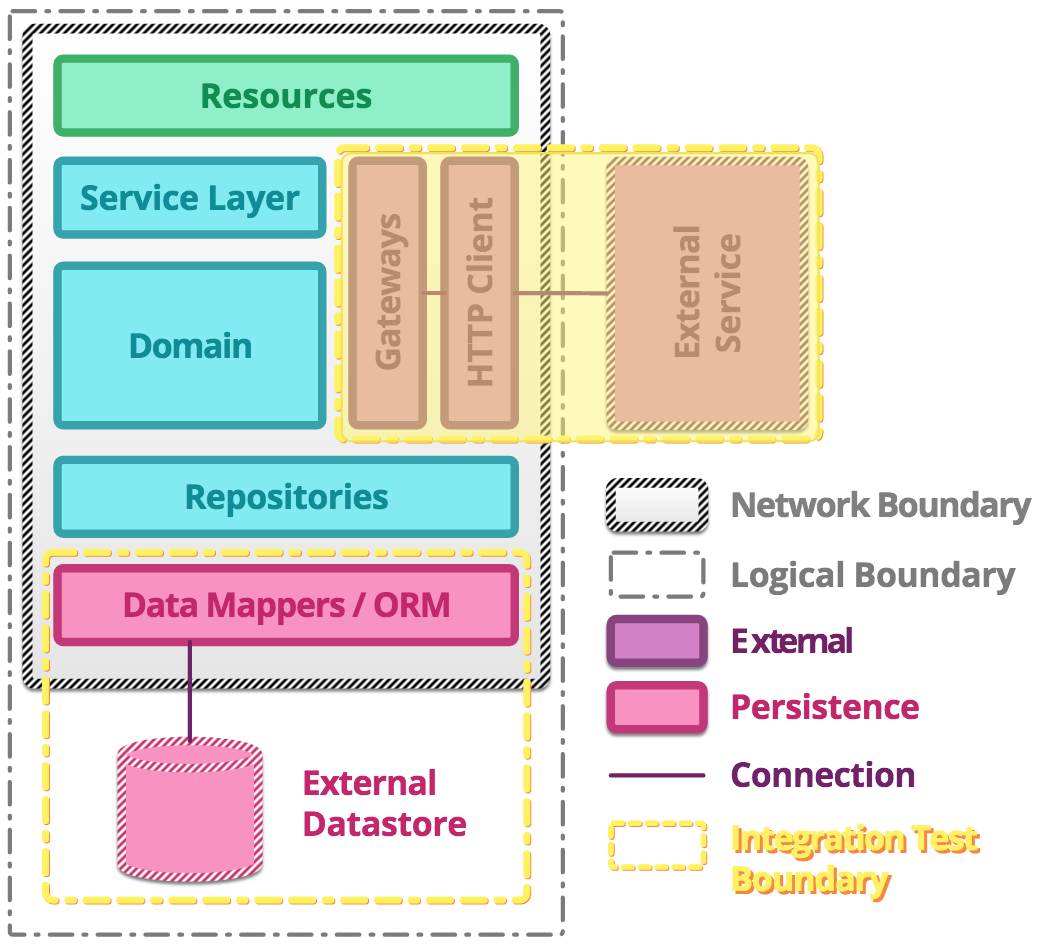 Resources
Service Layer
Gateways
HTTP Client
External
Service
Domain
Repositories
Data Mappers / ORM
External
Datastore
Network Boundary
Logical Boundary
External
Persistence
Connection
Integration Test
Boundary